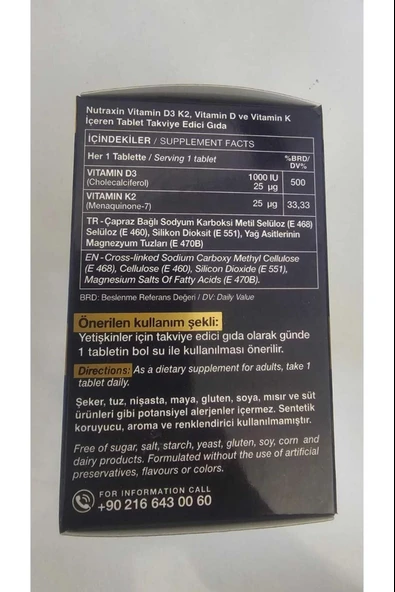 Nutraxin Vitamin D3 K2, Vitamin D ve Vitamin K
İçeren Tablet Takviye Edici Gıda
İÇİNDEKİLER / SUPPLEMENT FACTS
Her 1 Tablette / Serving 1 tablet %BRD/ DV%
VITAMIN D3 1000 IU
(Cholecalciferol) 25 µg 500
VITAMIN K2
(Menaquinone-7) 25 µg 33,33
TR - Çapraz Bağlı Sodyum Karboksi Metil Selüloz (E 468)
Selüloz (E 460), Silikon Dioksit (E 551), Yağ Asitlerinin
Magnezyum Tuzları (E 470B)
EN - Cross-linked Sodium Carboxy Methyl Cellulose
(E 468), Cellulose (E 460), Silicon Dioxide (E 551),
Magnesium Salts Of Fatty Acids (E 470B).
BRD: Beslenme Referans Değeri / DV: Daily Value
Önerilen kullanım şekli:
Yetişkinler için takviye edici gıda olarak günde
1 tabletin bol su ile kullanılması önerilir.
Directions: As a dietary supplement for adults, take 1
tablet daily.
Şeker, tuz, nişasta, maya, gluten, soya, mısır ve süt
ürünleri gibi potansiyel alerjenler içermez. Sentetik
koruyucu, aroma ve renklendirici kullanılmamıştır.
Free of sugar, salt, starch, yeast, gluten, soy, corn and
dairy products. Formulated without the use of artificial
preservatives, flavours or colors.
FOR INFORMATION CALL
+90 216 643 00 60